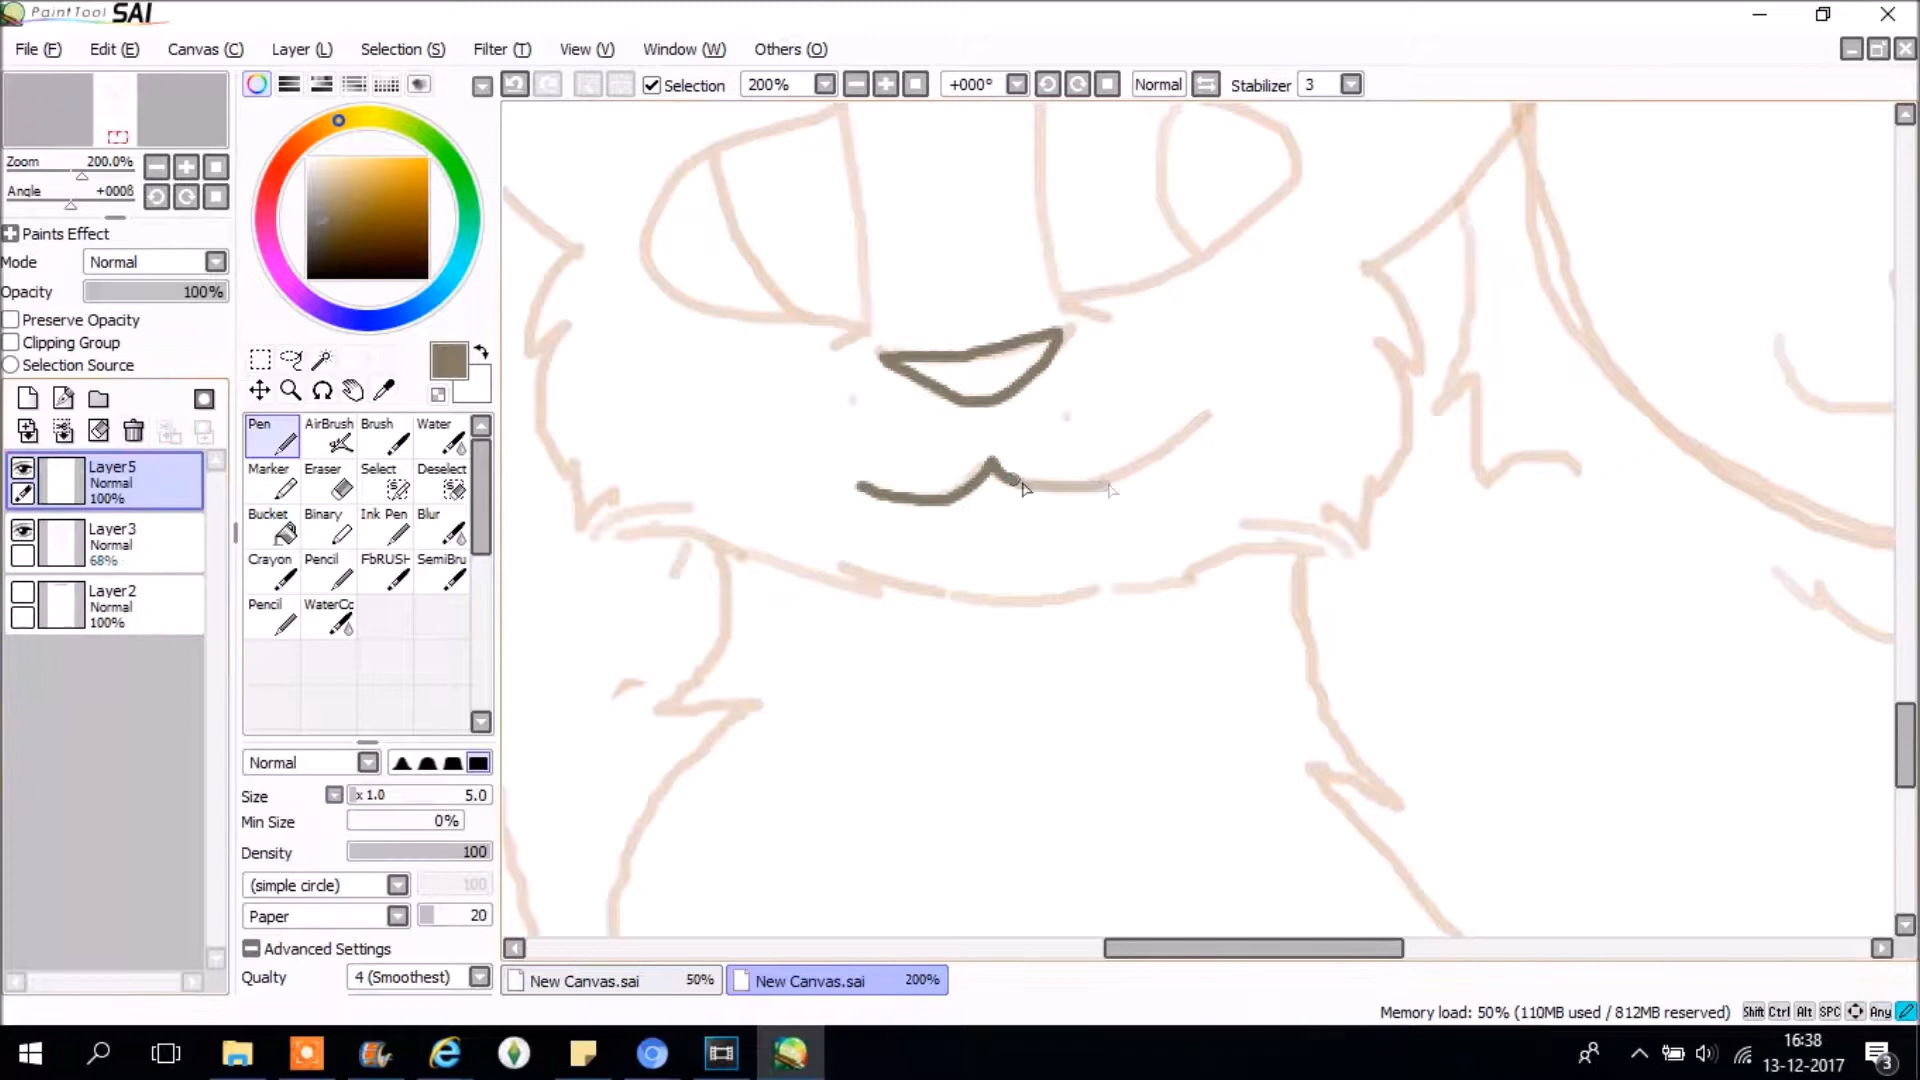 PaintTool SAI
File (F) Edit (E) Canvas (C) Layer (L) Selection (S) Filter (T) View (V) Window (W) Others (O)
Selection 200% +000° Normal Stabilizer 3
Zoom 200.0%
Angle +000ß
Paints Effect
Mode Normal
Opacity 100%
Preserve Opacity
Clipping Group
Selection Source
Layer5
Normal
100%
Layer3
Normal
68%
Layer2
Normal
100%
Pen AirBrush Brush Water
Marker Eraser Select Deselect
Bucket Binary Ink Pen Blur
Crayon Pencil FbRUSH SemiBru
Pencil WaterCo
Normal
Size x 1.0 5.0
Min Size 0%
Density 100
(simple circle) 100
Paper 20
Advanced Settings
Qualty 4 (Smoothest)
New Canvas.sai 50% New Canvas.sai 200%
Memory load: 50% (110MB used / 812MB reserved) Shift Ctrl Alt SPC Any
16:38
13-12-2017
3